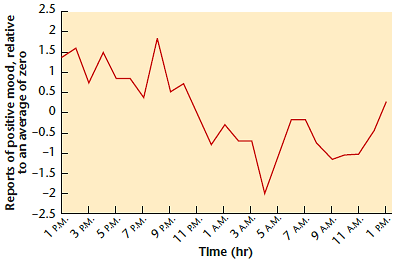 Reports of positive mood, relative
to an average of zero
2.5
2
1.5
1
0.5
0
−0.5
−1
−1.5
−2
−2.5
1 P.M.
3 P.M.
5 P.M.
7 P.M.
9 P.M.
11 P.M.
1 A.M.
3 A.M.
5 A.M.
7 A.M.
9 A.M.
11 A.M.
1 P.M.
Time (hr)